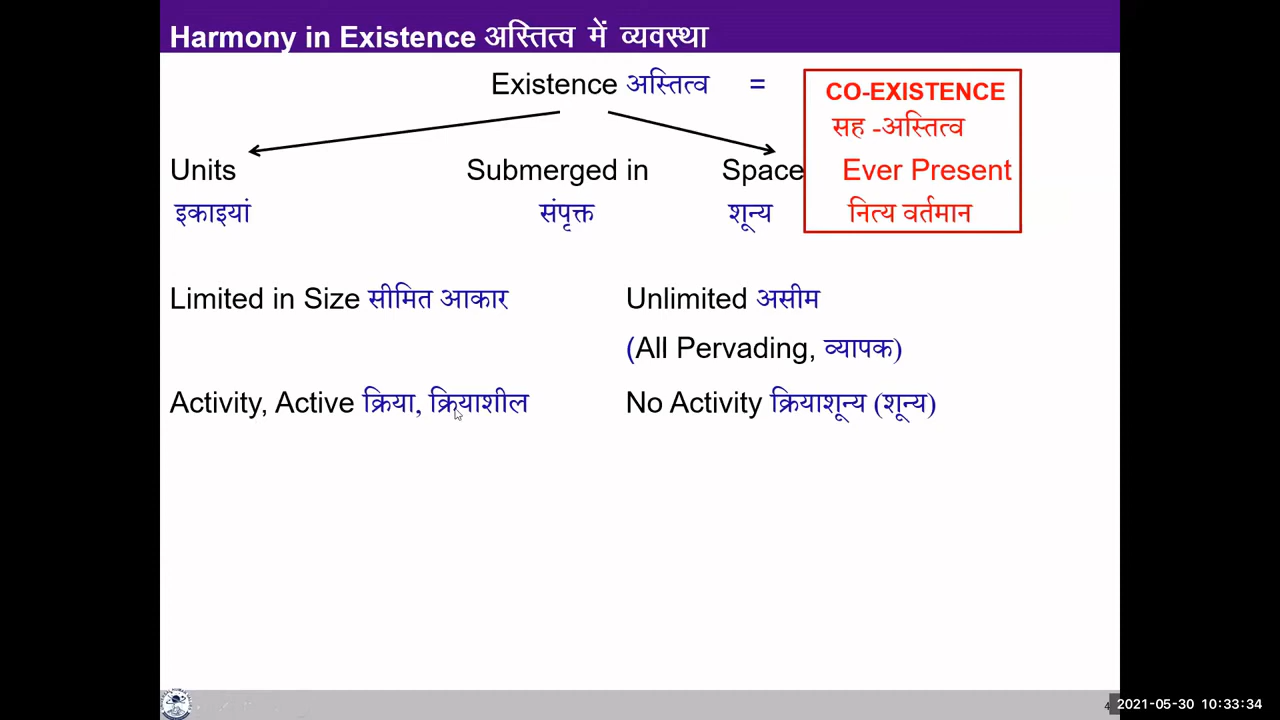 Harmony in Existence अस्तित्व में व्यवस्था
Existence अस्तित्व =
CO-EXISTENCE
सह -अस्तित्व
Units Submerged in Space Ever Present
इकाइयां संपृक्त शून्य नित्य वर्तमान
Limited in Size सीमित आकार Unlimited असीम
(All Pervading, व्यापक)
Activity, Active क्रिया, क्रियाशील No Activity क्रियाशून्य (शून्य)
4
2021-05-30 10:33:34